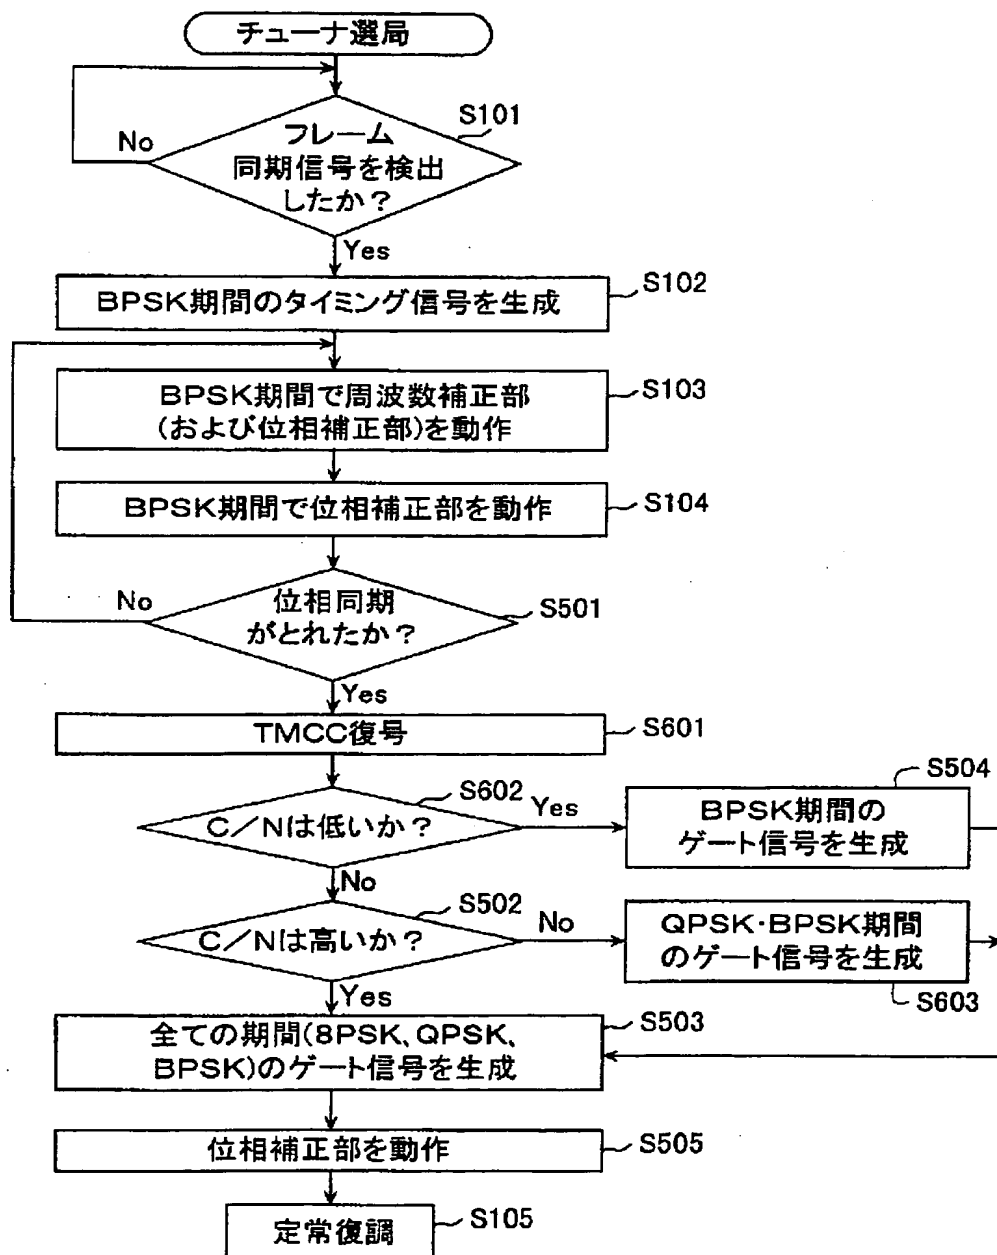 チューナ選局
S101
No
フレーム
同期信号を検出
したか？
Yes
S102
BPSK期間のタイミング信号を生成
S103
BPSK期間で周波数補正部
(および位相補正部)を動作
S104
BPSK期間で位相補正部を動作
No
S501
位相同期
がとれたか？
Yes
S601
TMCC復号
S602
C／Nは低いか？
Yes
S504
BPSK期間の
ゲート信号を生成
No
S502
C／Nは高いか？
No
QPSK・BPSK期間
のゲート信号を生成
S603
Yes
S503
全ての期間(8PSK、QPSK、
BPSK)のゲート信号を生成
S505
位相補正部を動作
S105
定常復調